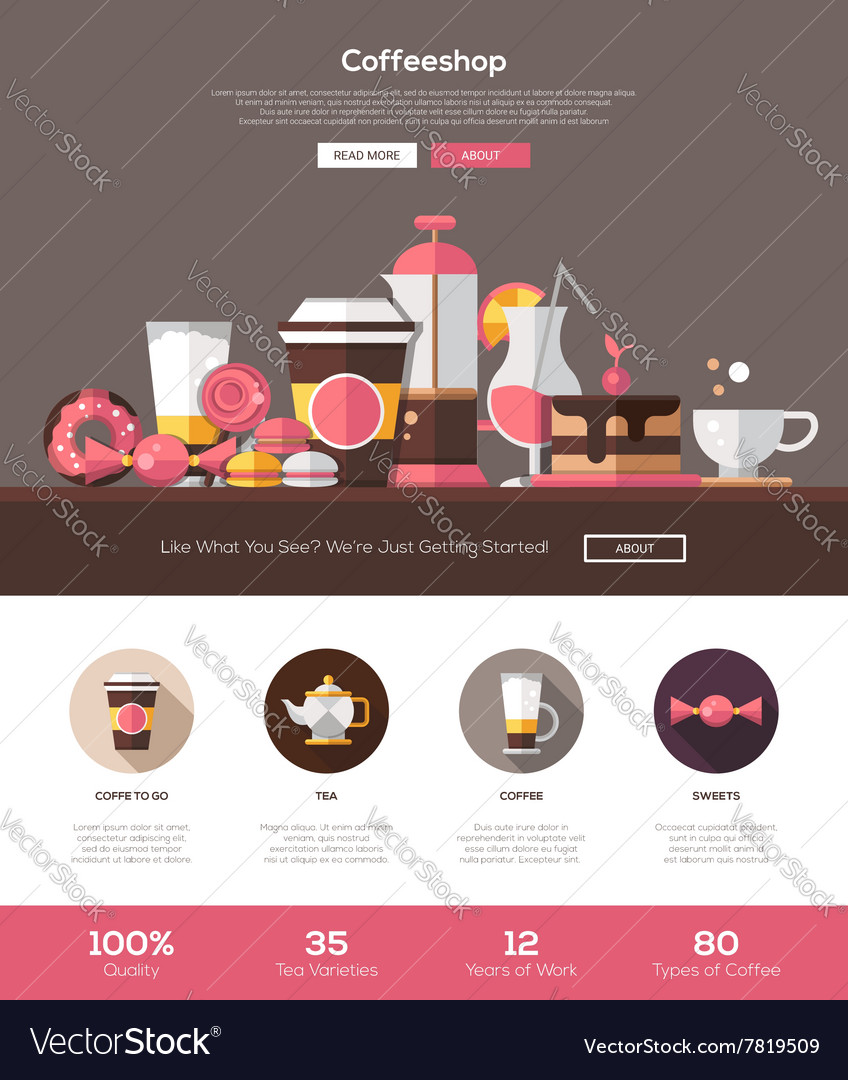 Coffeeshop
Lorem ipsum dolor sit amet, consectetur adipiscing elit, sed do eiusmod tempor incididunt ut labore et dolore magna aliqua.
Ut enim ad minim veniam, quis nostrud exercitation ullamco laboris nisi ut aliquip ex ea commodo consequat.
Duis aute irure dolor in reprehenderit in voluptate velit esse cillum dolore eu fugiat nulla pariatur.
Excepteur sint occaecat cupidatat non proident, sunt in culpa qui officia deserunt mollit anim id est laborum
READ MORE ABOUT
Like What You See? We're Just Getting Started! ABOUT
COFFE TO GO
Lorem ipsum dolor sit amet,
consectetur adipiscing elit,
sed do eiusmod tempor
incididunt ut labore et dolore.
TEA
Magna aliqua. Ut enim ad minim
veniam, quis nostrud
exercitation ullamco laboris
nisi ut aliquip ex ea commodo.
COFFEE
Duis aute irure dolor in
reprehenderit in voluptate velit
esse cillum dolore eu fugiat
nulla pariatur. Excepteur sint.
SWEETS
Occaecat cupidatat proident,
sunt in culpa qui officia
deserunt mollit anim id
est laborum quis nostrud
100% 35 12 80
Quality Tea Varieties Years of Work Types of Coffee
VectorStock®
VectorStock.com/7819509